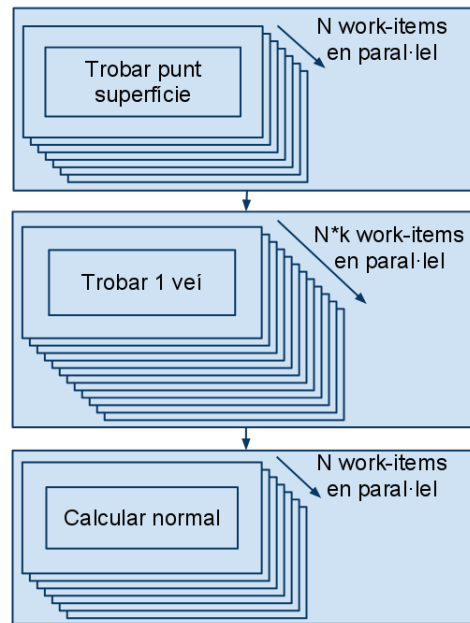 N work-items
en paral·lel
Trobar punt
superfície
N*k work-items
en paral·lel
Trobar 1 veí
N work-items
en paral·lel
Calcular normal